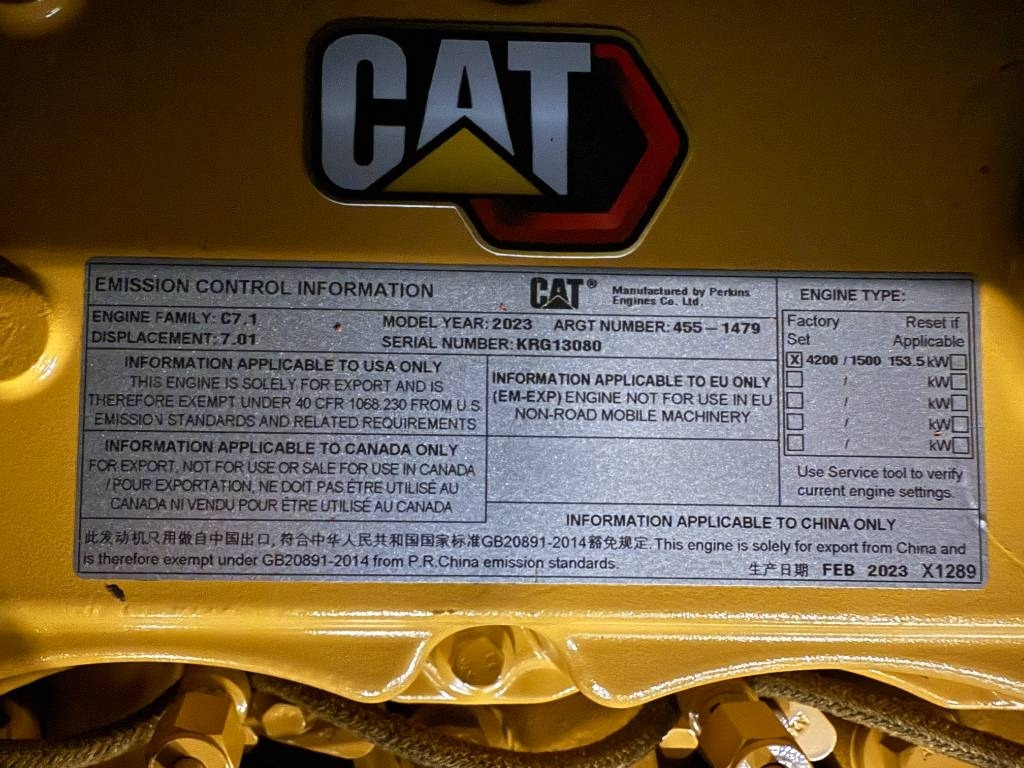 CAT
EMISSION CONTROL INFORMATION
CAT®
Manufactured by Perkins
Engines Co. Ltd
ENGINE FAMILY: C7.1
DISPLACEMENT: 7.01
MODEL YEAR: 2023 ARGT NUMBER: 455-1479
SERIAL NUMBER: KRG13080
INFORMATION APPLICABLE TO USA ONLY
THIS ENGINE IS SOLELY FOR EXPORT AND IS
THEREFORE EXEMPT UNDER 40 CFR 1068.230 FROM U.S.
EMISSION STANDARDS AND RELATED REQUIREMENTS
INFORMATION APPLICABLE TO EU ONLY
(EM-EXP) ENGINE NOT FOR USE IN EU
NON-ROAD MOBILE MACHINERY
INFORMATION APPLICABLE TO CANADA ONLY
FOR EXPORT, NOT FOR USE OR SALE FOR USE IN CANADA
/ POUR EXPORTATION, NE DOIT PAS ÊTRE UTILISÉ AU
CANADA NI VENDU POUR ÊTRE UTILISÉ AU CANADA
ENGINE TYPE:
Factory Reset if
Set Applicable
X 4200 / 1500 153.5 kW
/ kW
/ kW
/ kW
/ kW
Use Service tool to verify
current engine settings.
INFORMATION APPLICABLE TO CHINA ONLY
此发动机只用做自中国出口, 符合中华人民共和国国家标准GB20891-2014豁免规定. This engine is solely for export from China and
is therefore exempt under GB20891-2014 from P.R.China emission standards.
生产日期 FEB 2023 X1289